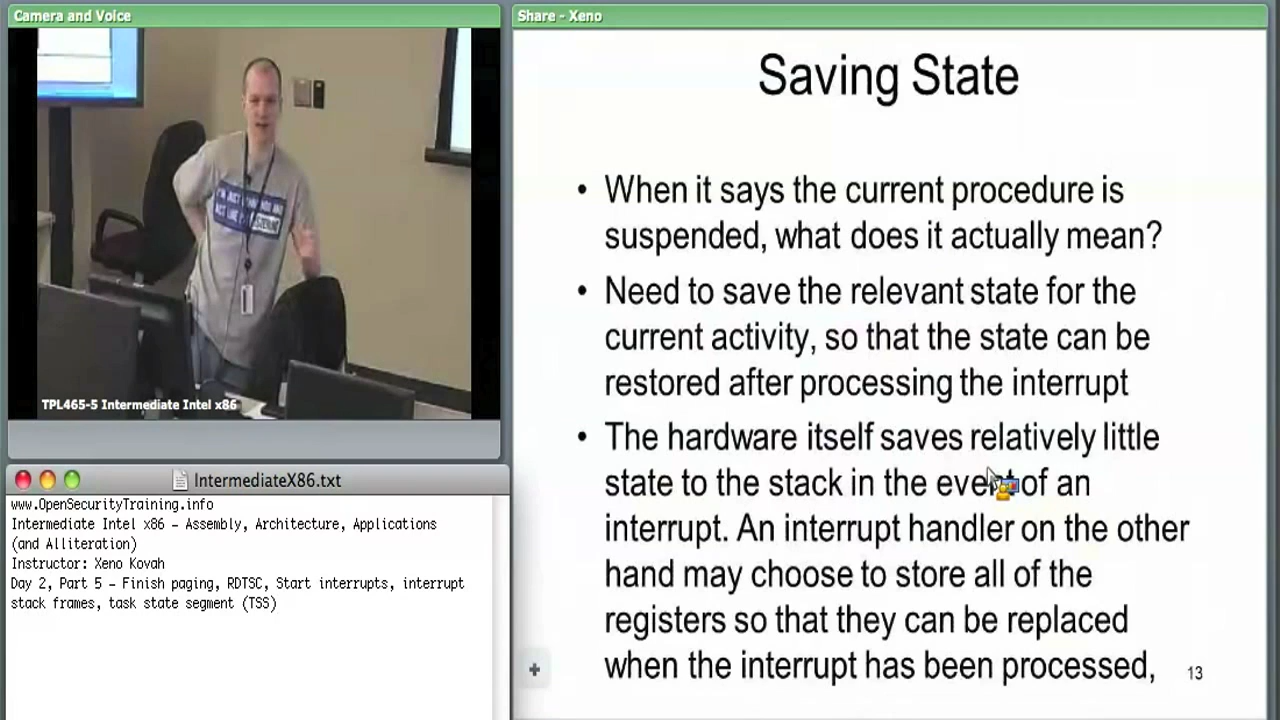 Camera and Voice
TPL465-5 Intermediate Intel x86
IntermediateX86.txt
www.OpenSecurityTraining.info
Intermediate Intel x86 – Assembly, Architecture, Applications
(and Alliteration)
Instructor: Xeno Kovah
Day 2, Part 5 – Finish paging, RDTSC, Start interrupts, interrupt
stack frames, task state segment (TSS)
Share - Xeno
Saving State
• When it says the current procedure is
suspended, what does it actually mean?
• Need to save the relevant state for the
current activity, so that the state can be
restored after processing the interrupt
• The hardware itself saves relatively little
state to the stack in the event of an
interrupt. An interrupt handler on the other
hand may choose to store all of the
registers so that they can be replaced
when the interrupt has been processed,
13